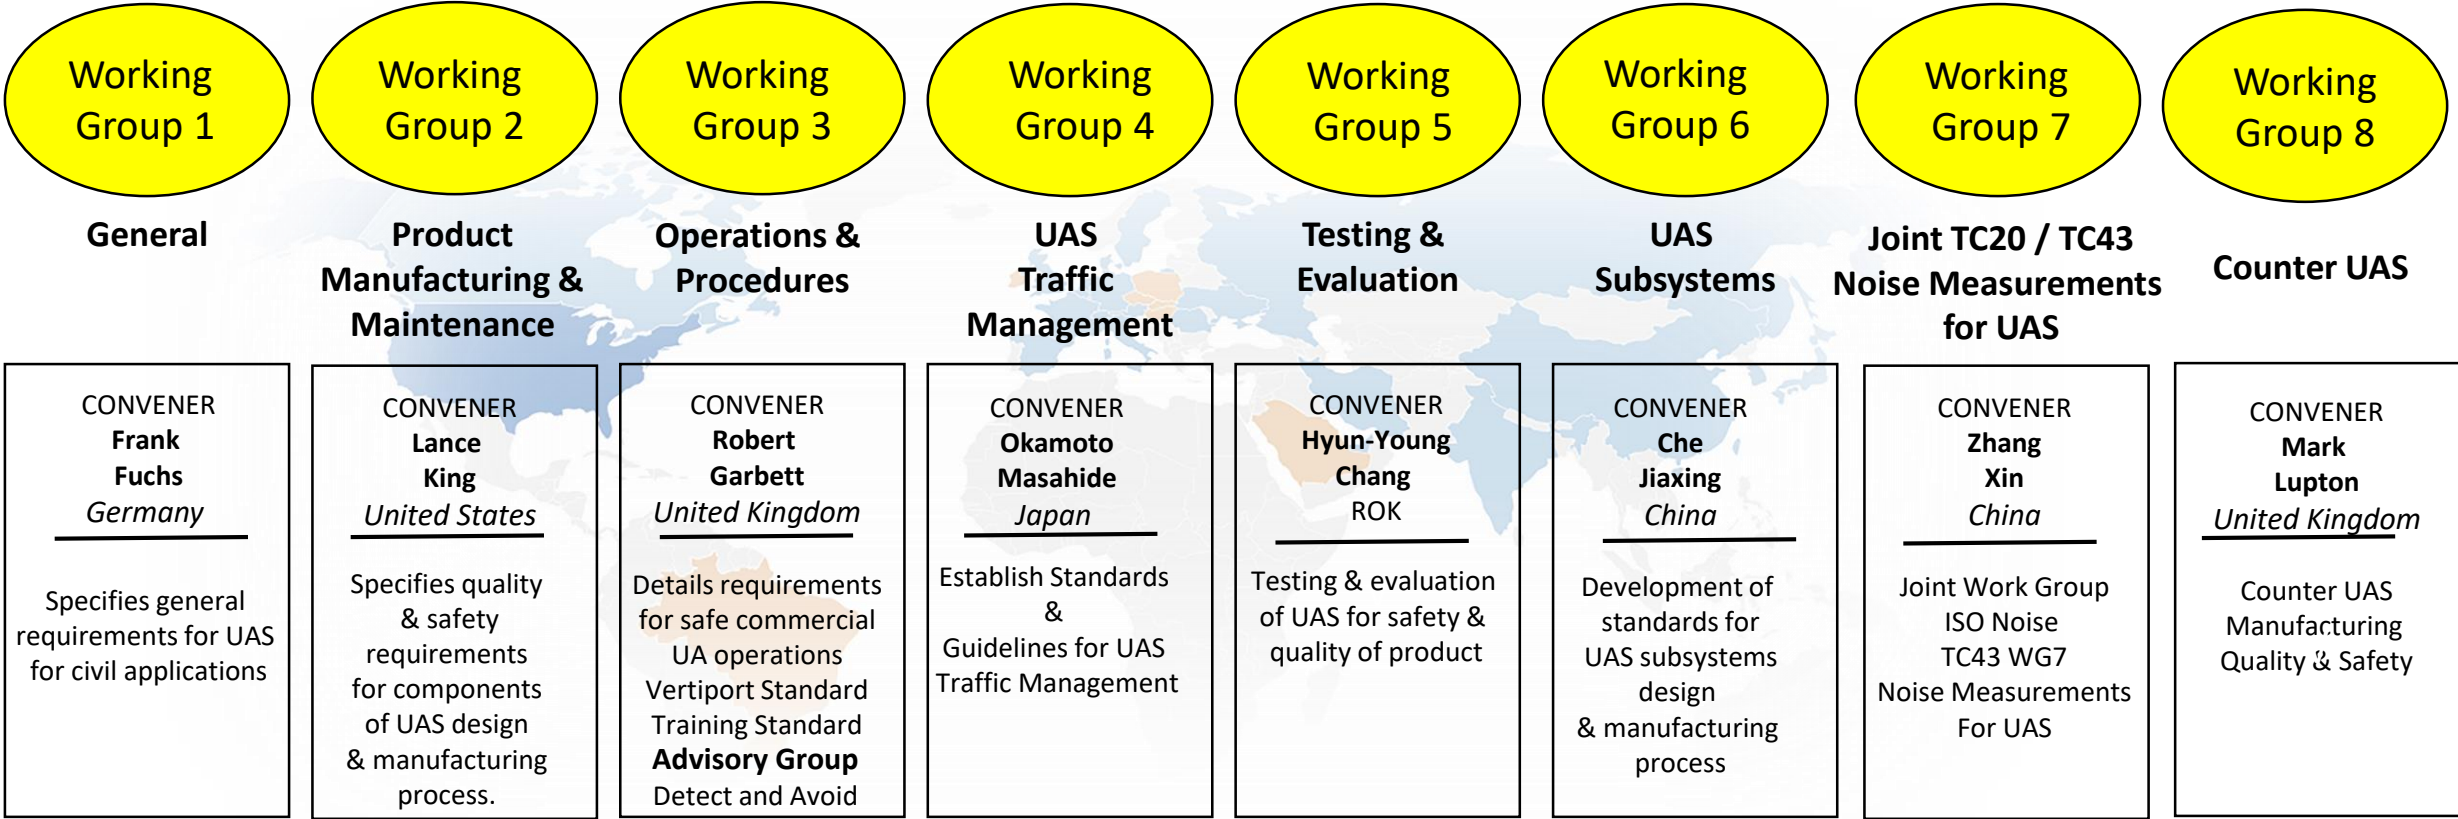 Working
Group 1
General
CONVENER
Frank
Fuchs
Germany
Specifies general
requirements for UAS
for civil applications
Working
Group 2
Product
Manufacturing &
Maintenance
CONVENER
Lance
King
United States
Specifies quality
& safety
requirements
for components
of UAS design
& manufacturing
process.
Working
Group 3
Operations &
Procedures
CONVENER
Robert
Garbett
United Kingdom
Details requirements
for safe commercial
UA operations
Vertiport Standard
Training Standard
Advisory Group
Detect and Avoid
Working
Group 4
UAS
Traffic
Management
CONVENER
Okamoto
Masahide
Japan
Establish Standards
&
Guidelines for UAS
Traffic Management
Working
Group 5
Testing &
Evaluation
CONVENER
Hyun-Young
Chang
ROK
Testing & evaluation
of UAS for safety &
quality of product
Working
Group 6
UAS
Subsystems
CONVENER
Che
Jiaxing
China
Development of
standards for
UAS subsystems
design
& manufacturing
process
Working
Group 7
Joint TC20 / TC43
Noise Measurements
for UAS
CONVENER
Zhang
Xin
China
Joint Work Group
ISO Noise
TC43 WG7
Noise Measurements
For UAS
Working
Group 8
Counter UAS
CONVENER
Mark
Lupton
United Kingdom
Counter UAS
Manufacturing
Quality & Safety